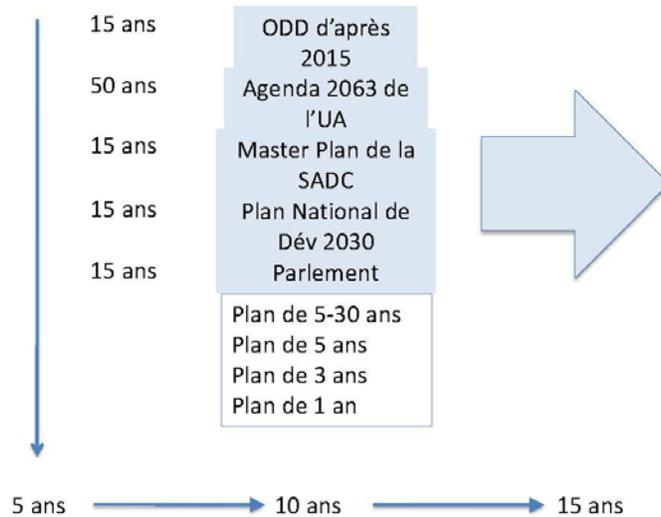 15 ans ODD d'après
2015
50 ans Agenda 2063 de
l'UA
15 ans Master Plan de la
SADC
15 ans Plan National de
Dév 2030
15 ans Parlement
Plan de 5-30 ans
Plan de 5 ans
Plan de 3 ans
Plan de 1 an
5 ans 10 ans 15 ans